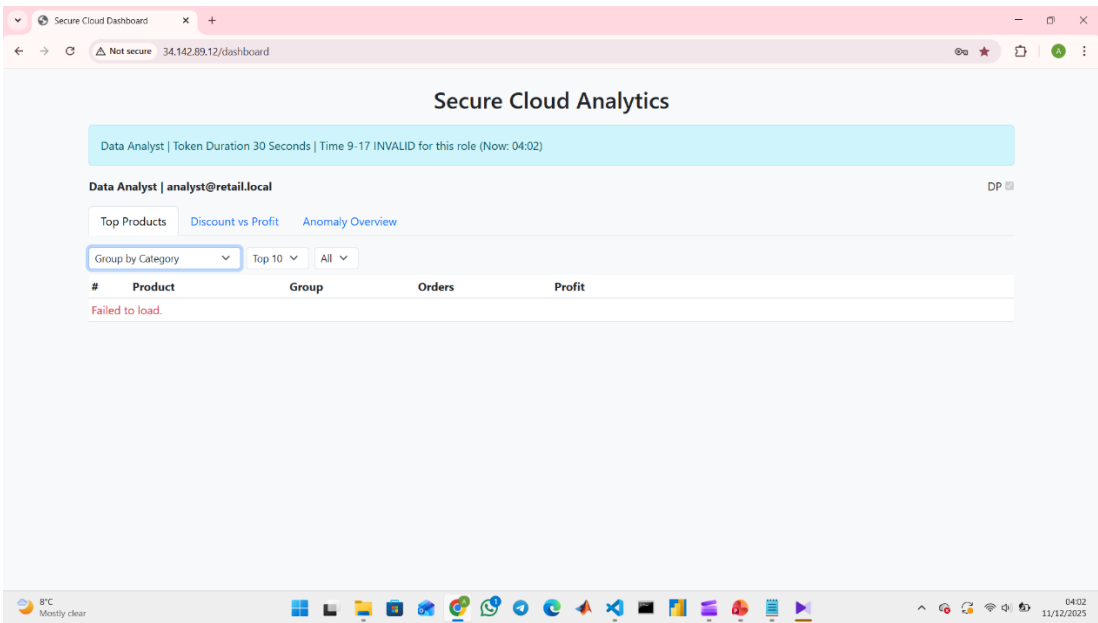 Secure Cloud Dashboard
Not secure 34.142.89.12/dashboard
A
Secure Cloud Analytics
Data Analyst | Token Duration 30 Seconds | Time 9-17 INVALID for this role (Now: 04:02)
Data Analyst | analyst@retail.local DP
Top Products Discount vs Profit Anomaly Overview
Group by Category Top 10 All
# Product Group Orders Profit
Failed to load.
8°C
Mostly clear
04:02
11/12/2025